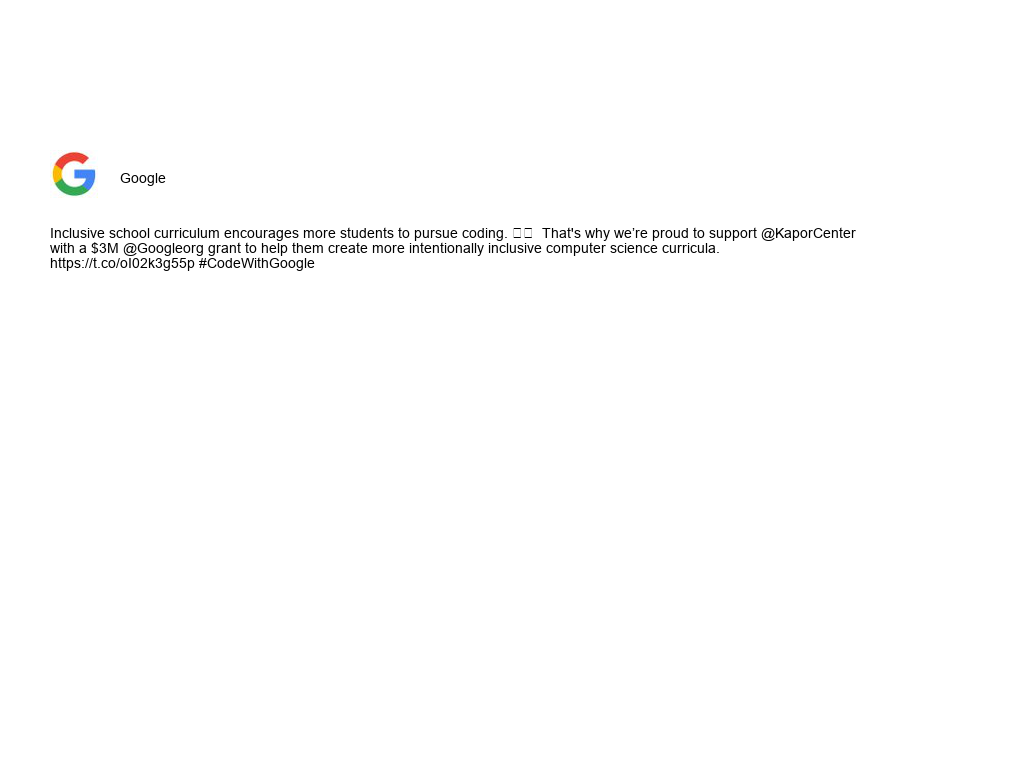 Google
Inclusive school curriculum encourages more students to pursue coding. □□  That's why we’re proud to support @KaporCenter
with a $3M @Googleorg grant to help them create more intentionally inclusive computer science curricula.
https://t.co/oI02k3g55p #CodeWithGoogle